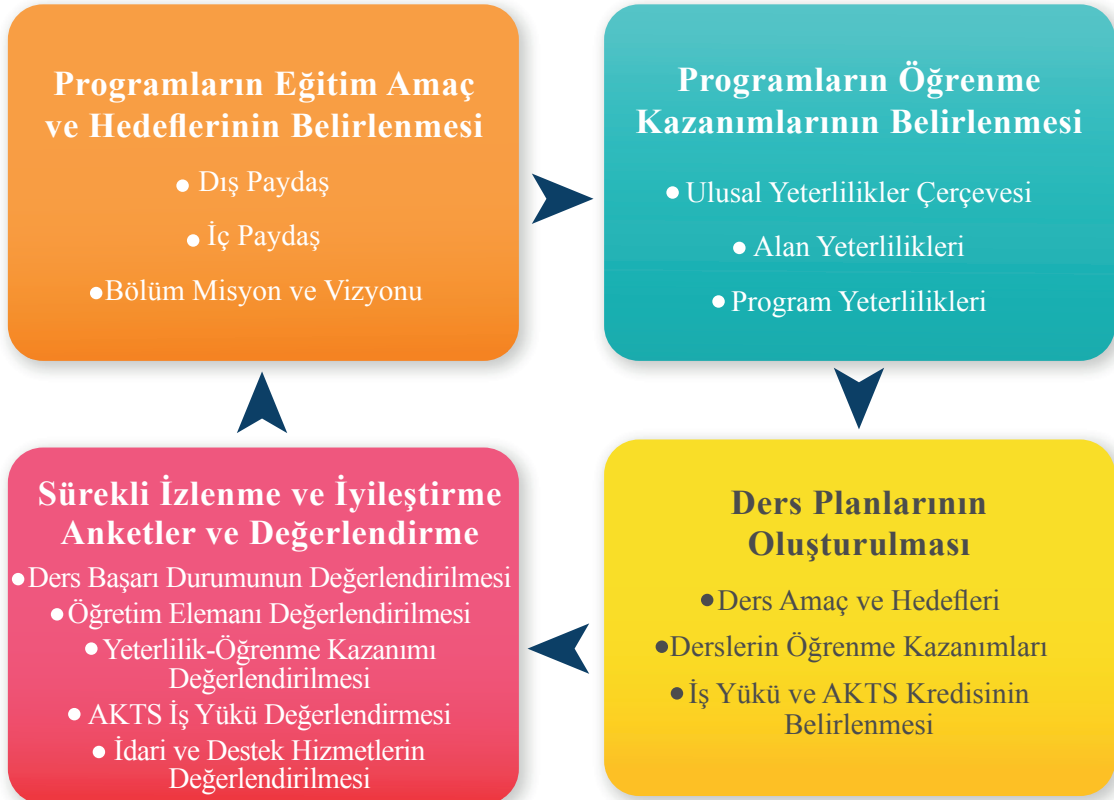 Programların Eğitim Amaç
ve Hedeflerinin Belirlenmesi
● Dış Paydaş
● İç Paydaş
●Bölüm Misyon ve Vizyonu
Programların Öğrenme
Kazanımlarının Belirlenmesi
● Ulusal Yeterlilikler Çerçevesi
● Alan Yeterlilikleri
● Program Yeterlilikleri
Sürekli İzlenme ve İyileştirme
Anketler ve Değerlendirme
●Ders Başarı Durumunun Değerlendirilmesi
●Öğretim Elemanı Değerlendirilmesi
●Yeterlilik-Öğrenme Kazanımı
Değerlendirilmesi
● AKTS İş Yükü Değerlendirmesi
● İdari ve Destek Hizmetlerin
Değerlendirilmesi
Ders Planlarının
Oluşturulması
●Ders Amaç ve Hedefleri
●Derslerin Öğrenme Kazanımları
●İş Yükü ve AKTS Kredisinin
Belirlenmesi